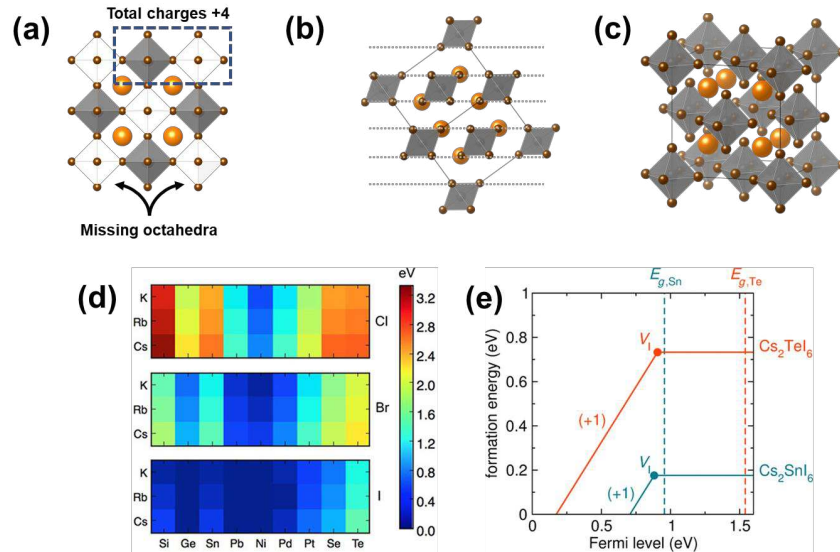 (a)
Total charges +4
Missing octahedra
(b)
(c)
(d)
eV
K
Rb
Cs
Cl
K
Rb
Cs
Br
K
Rb
Cs
I
Si Ge Sn Pb Ni Pd Pt Se Te
3.2
2.8
2.4
2.0
1.6
1.2
0.8
0.4
0.0
(e)
E_g,Sn
E_g,Te
formation energy (eV)
1
0.8
0.6
0.4
0.2
0
V_I
(+1)
Cs₂TeI₆
V_I
(+1)
Cs₂SnI₆
0 0.5 1 1.5
Fermi level (eV)